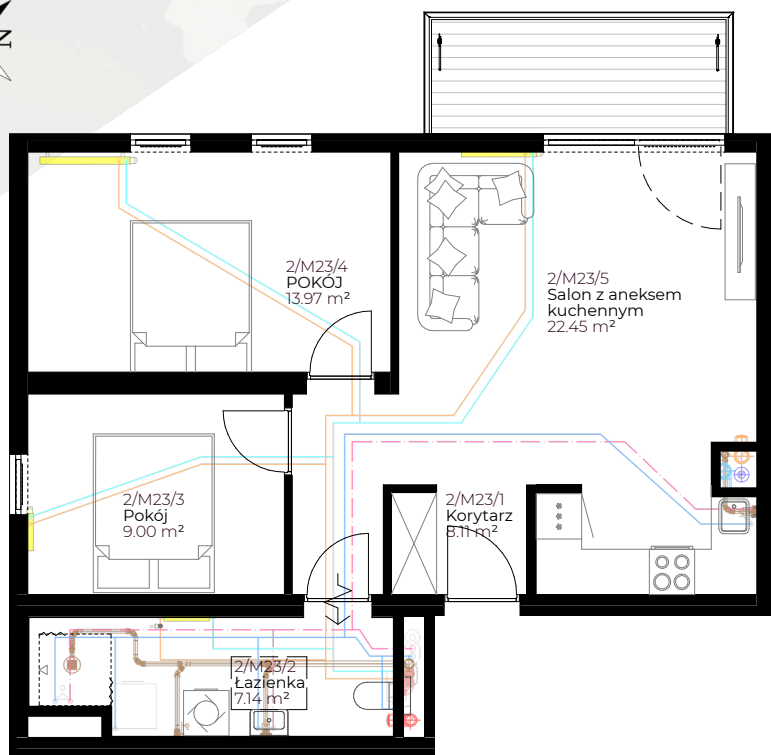 N
2/M23/4
POKÓJ
13.97 m²
2/M23/5
Salon z aneksem
kuchennym
22.45 m²
2/M23/3
Pokój
9.00 m²
2/M23/1
Korytarz
8.11 m²
2/M23/2
Łazienka
7.14 m²